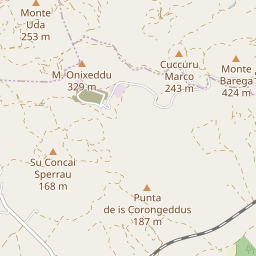 Monte
Uda
253 m
M. Onixeddu
329 m
Cuccuru
Marco
243 m
Monte
Barega
424 m
Su Concai
Sperrau
168 m
Punta
de is Corongeddus
187 m